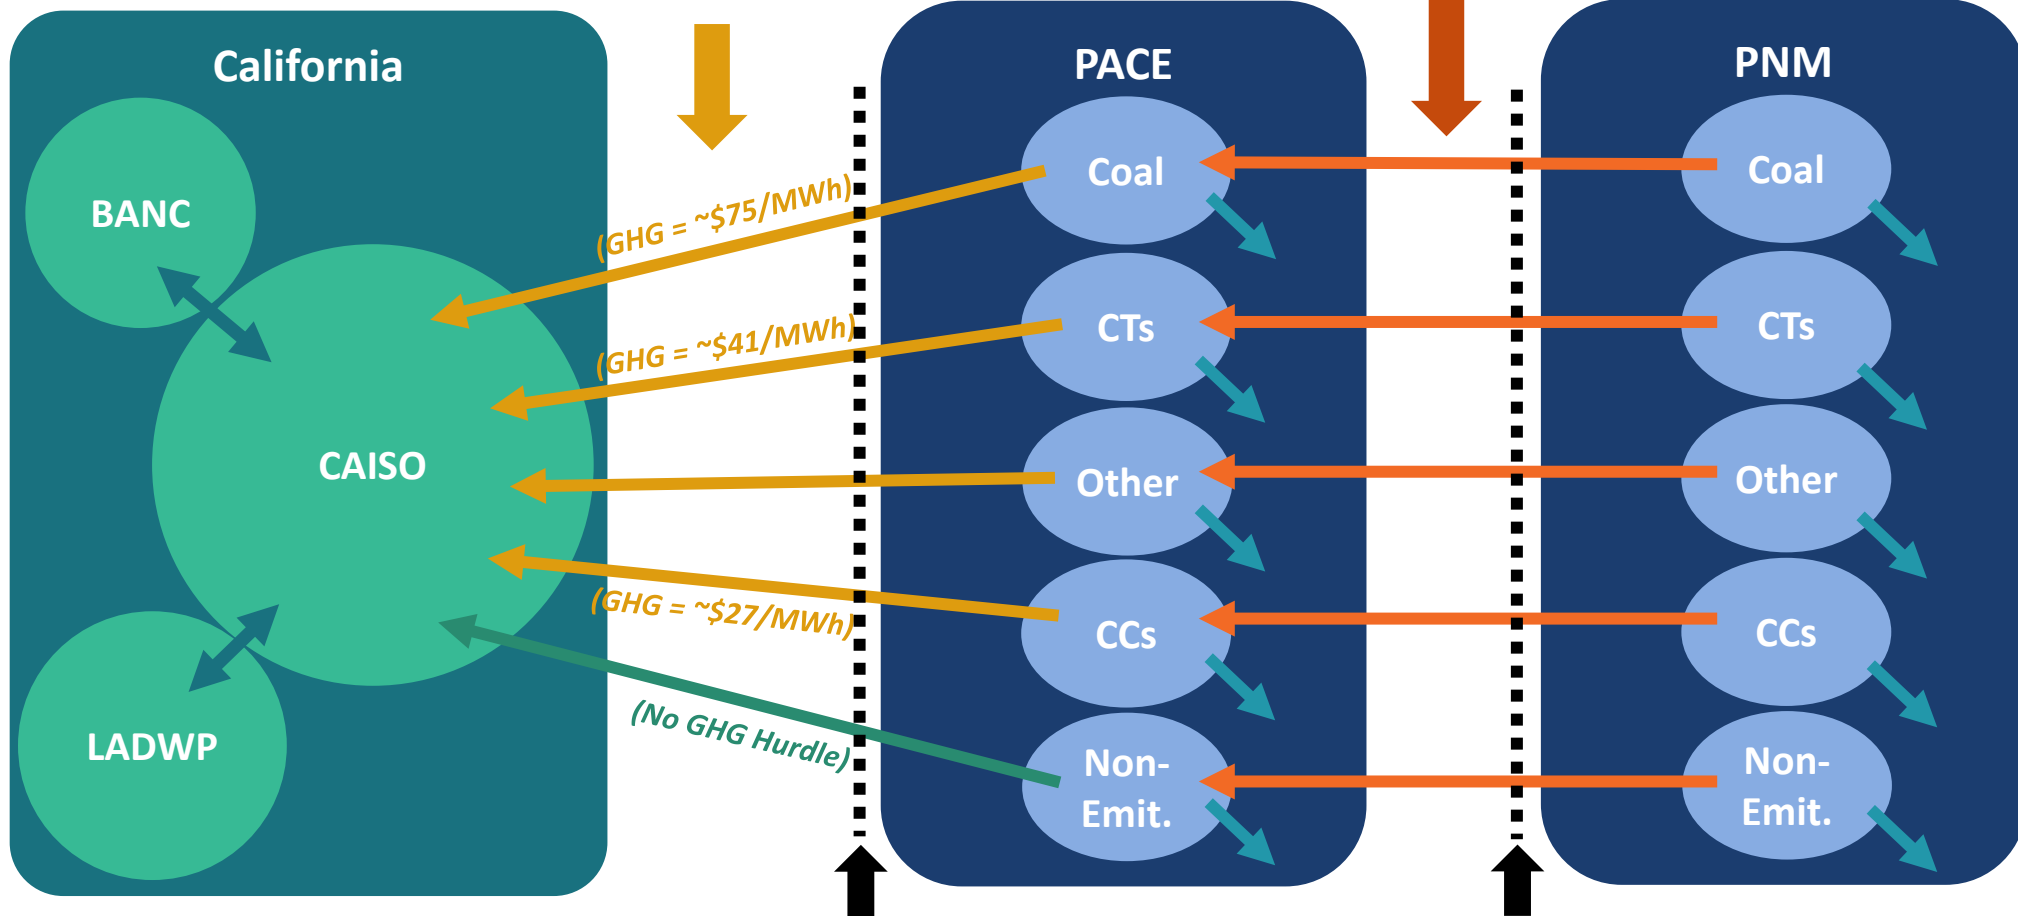 California
PACE
PNM
BANC
CAISO
LADWP
(GHG = ~$75/MWh)
(GHG = ~$41/MWh)
(GHG = ~$27/MWh)
(No GHG Hurdle)
Coal
CTs
Other
CCs
Non-
Emit.
Coal
CTs
Other
CCs
Non-
Emit.